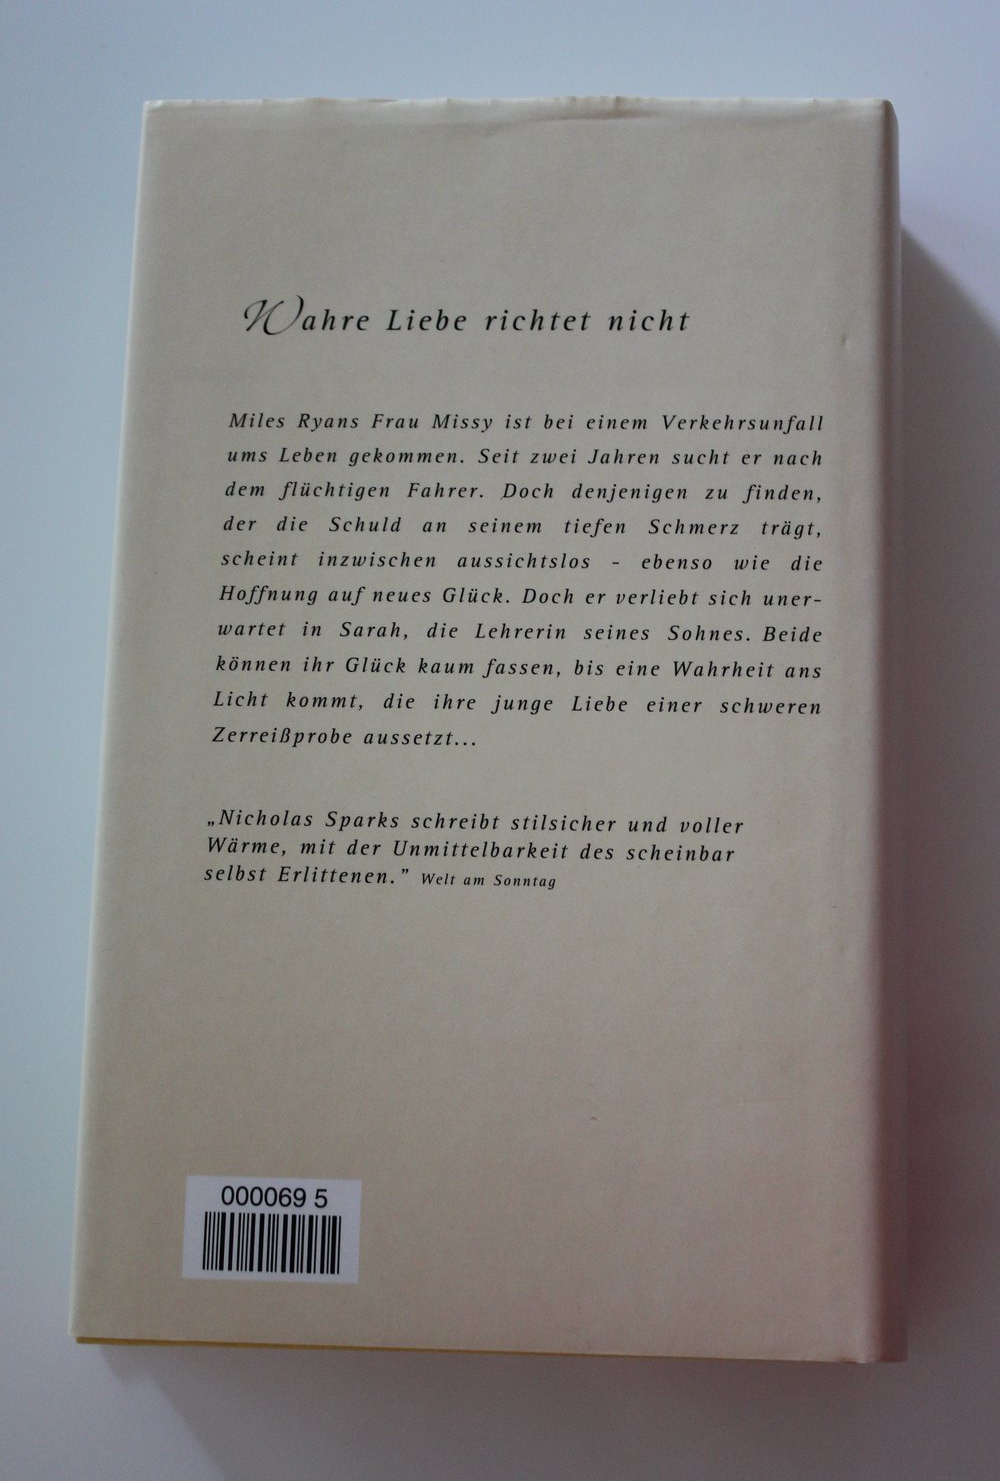 Wahre Liebe richtet nicht
Miles Ryans Frau Missy ist bei einem Verkehrsunfall
ums Leben gekommen. Seit zwei Jahren sucht er nach
dem flüchtigen Fahrer. Doch denjenigen zu finden,
der die Schuld an seinem tiefen Schmerz trägt,
scheint inzwischen aussichtslos – ebenso wie die
Hoffnung auf neues Glück. Doch er verliebt sich uner-
wartet in Sarah, die Lehrerin seines Sohnes. Beide
können ihr Glück kaum fassen, bis eine Wahrheit ans
Licht kommt, die ihre junge Liebe einer schweren
Zerreißprobe aussetzt...
„Nicholas Sparks schreibt stilsicher und voller
Wärme, mit der Unmittelbarkeit des scheinbar
selbst Erlittenen.” Welt am Sonntag
000069 5